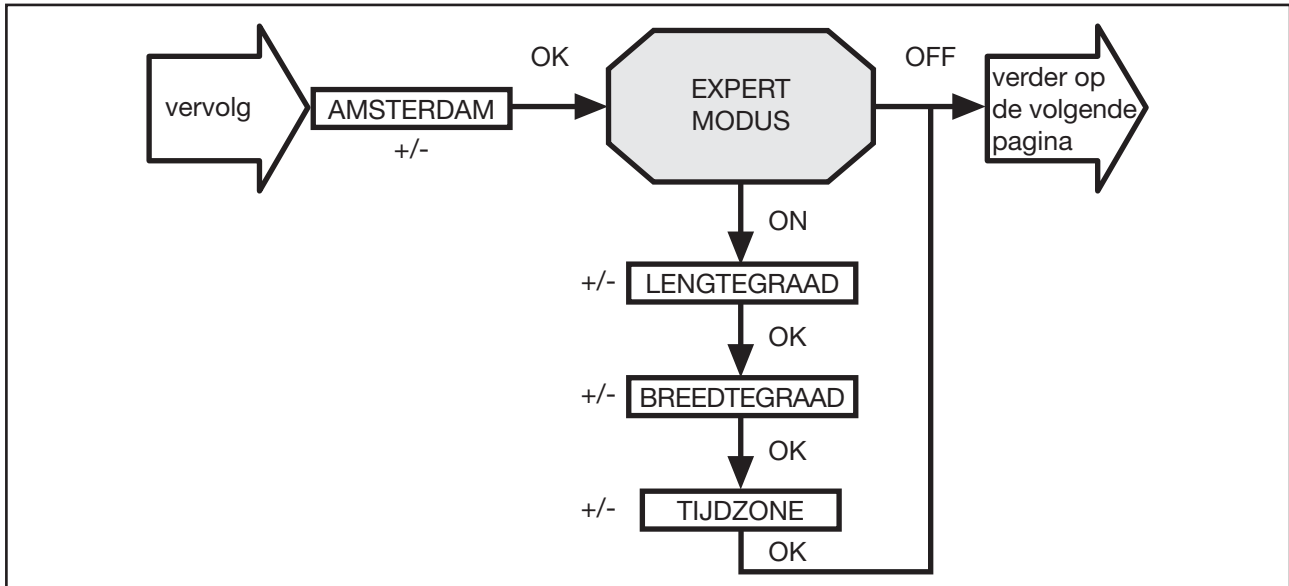 vervolg
AMSTERDAM
+/-
OK
EXPERT
MODUS
OFF
verder op
de volgende
pagina
ON
+/- LENGTEGRAAD
OK
+/- BREEDTEGRAAD
OK
+/- TIJDZONE
OK